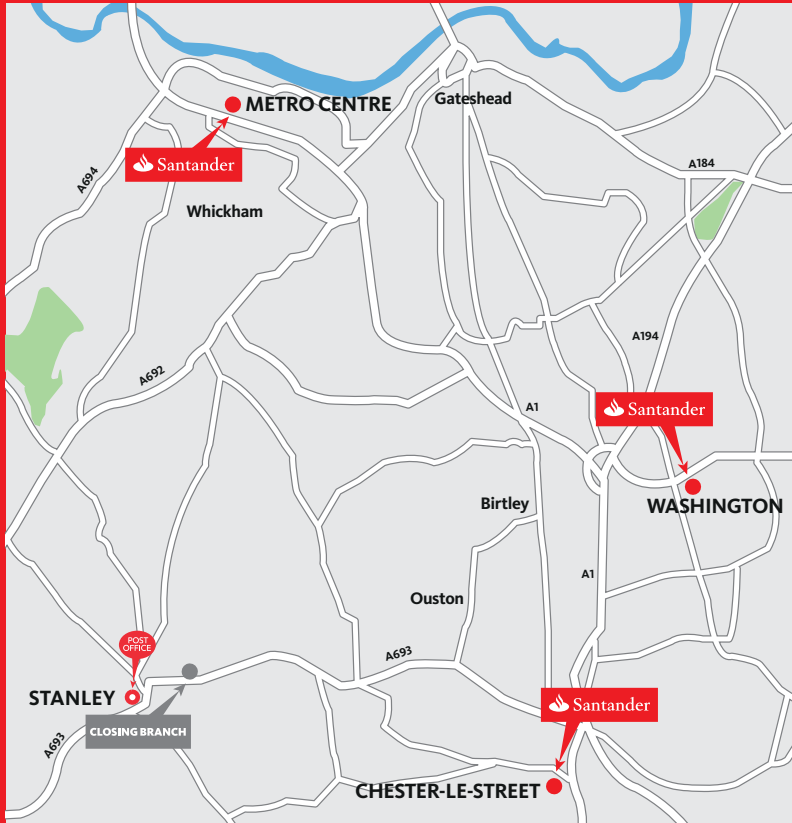 METRO CENTRE
Gateshead
Santander
A694
A184
Whickham
A194
A692
Santander
A1
WASHINGTON
Birtley
A1
Ouston
POST
OFFICE
A693
STANLEY
Santander
CLOSING BRANCH
A693
CHESTER-LE-STREET